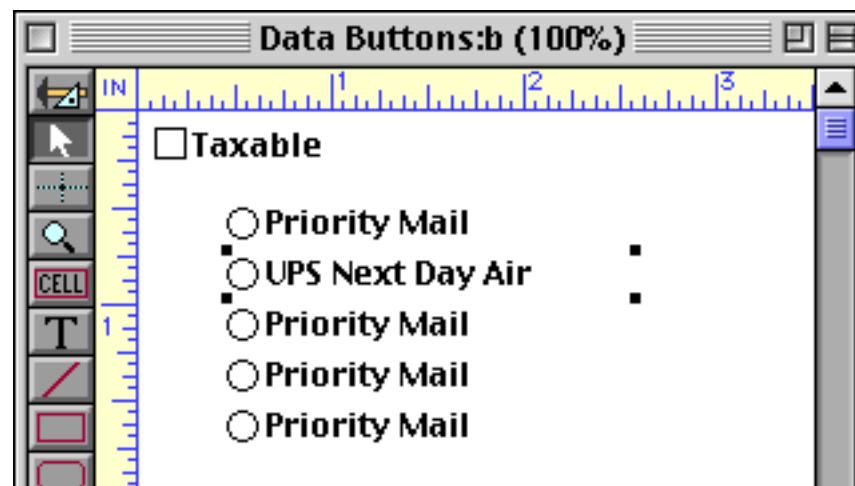 Data Buttons:b (100%)
IN 1 2 3
Taxable
Priority Mail
UPS Next Day Air
CELL
T 1 Priority Mail
Priority Mail
Priority Mail